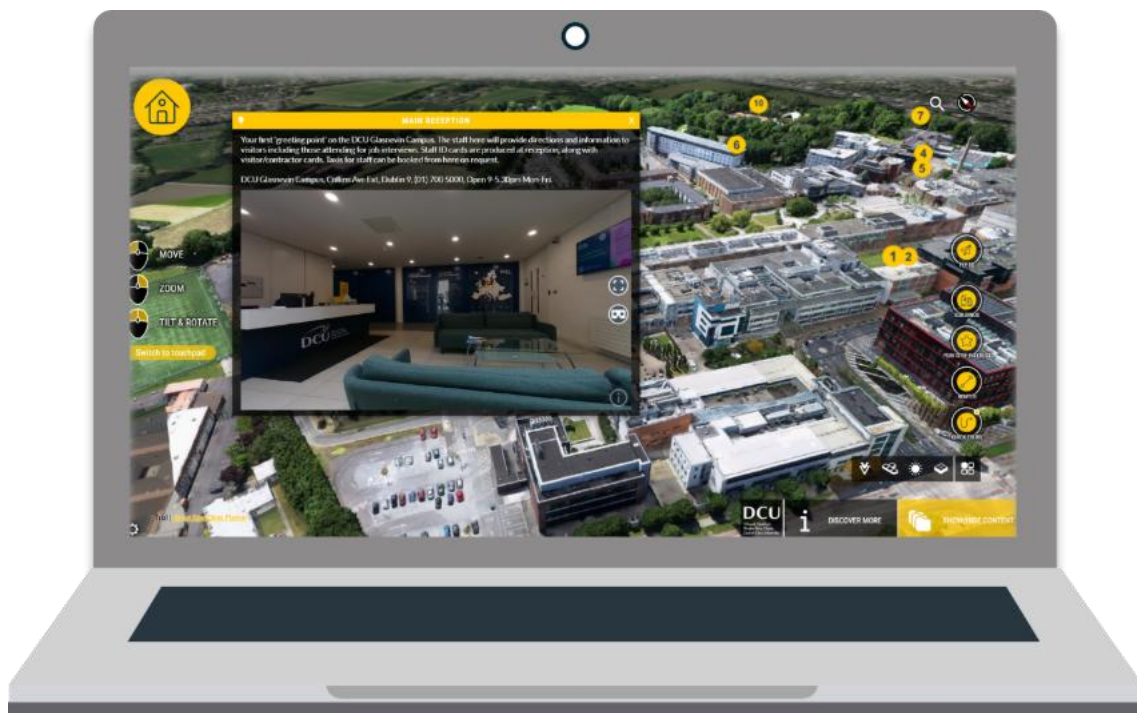 MAIN RECEPTION X
Your first 'greeting point' on the DCU Glasnevin Campus. The staff here will provide directions and information to
visitors including those attending for job interviews. Staff ID cards are produced at reception, along with
visitor/contractor cards. Taxis for staff can be booked from here on request.
DCU Glasnevin Campus, Collins Ave Ext, Dublin 9, (01) 700 5000, Open 9-5.30pm Mon-Fri.
DCU
MOVE
ZOOM
TILT & ROTATE
Switch to touchpad
10
7
6
4
5
1 2
BUILDINGS
POINTS OF INTEREST
DCU
i
DISCOVER MORE
CONTENT